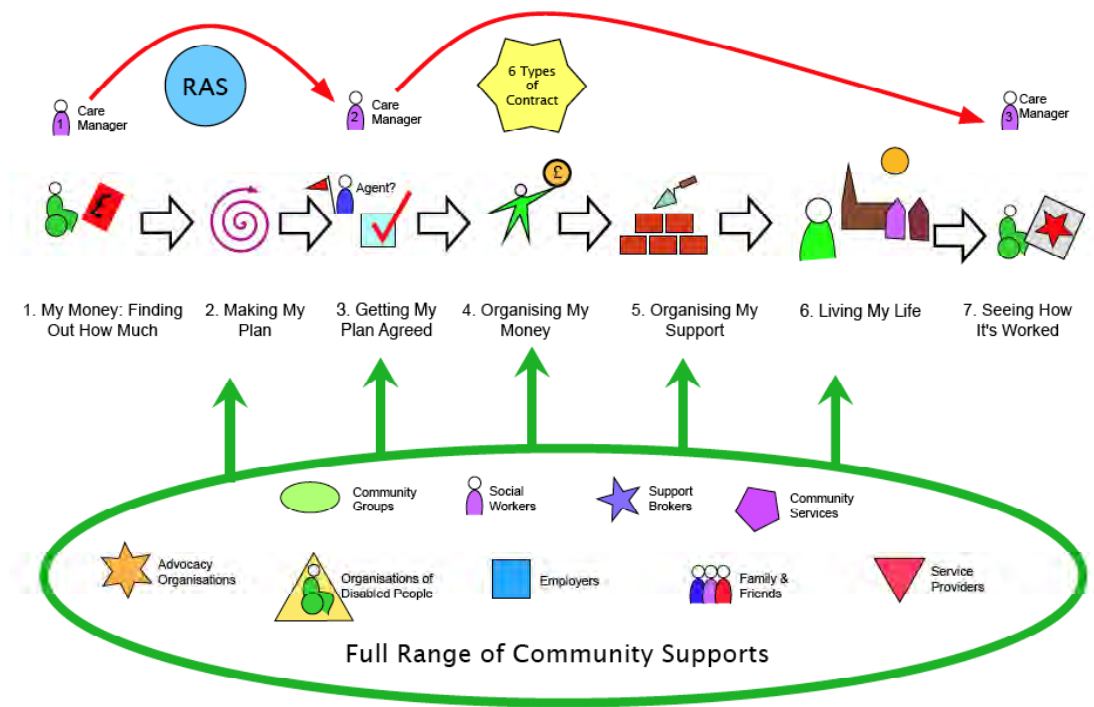 RAS
6 Types
of
Contract
1
Care
Manager
2
Care
Manager
3
Care
Manager
£
Agent?
£
1. My Money: Finding
Out How Much
2. Making My
Plan
3. Getting My
Plan Agreed
4. Organising My
Money
5. Organising My
Support
6. Living My Life
7. Seeing How
It's Worked
Community
Groups
Social
Workers
Support
Brokers
Community
Services
Advocacy
Organisations
Organisations of
Disabled People
Employers
Family &
Friends
Service
Providers
Full Range of Community Supports